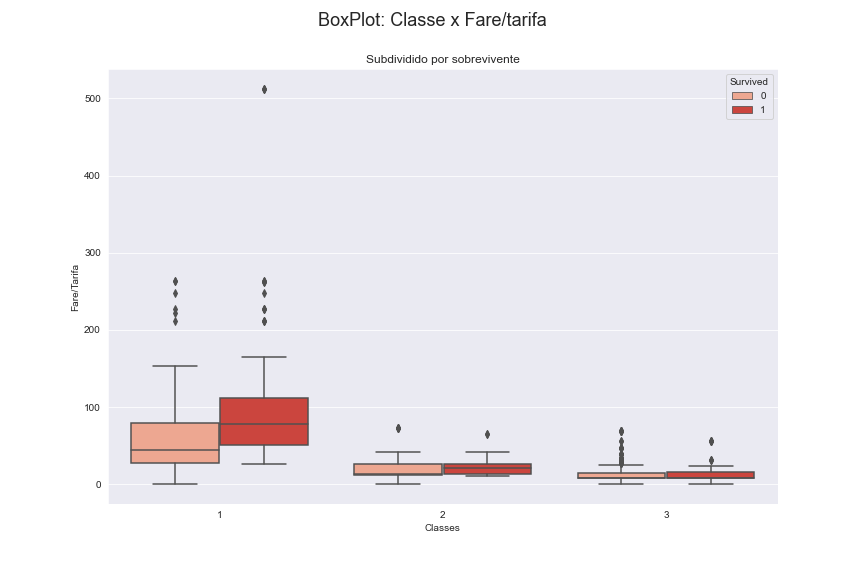 BoxPlot: Classe x Fare/tarifa
Subdividido por sobrevivente
Survived
0
1
500
400
300
200
100
0
Fare/Tarifa
1
2
3
Classes